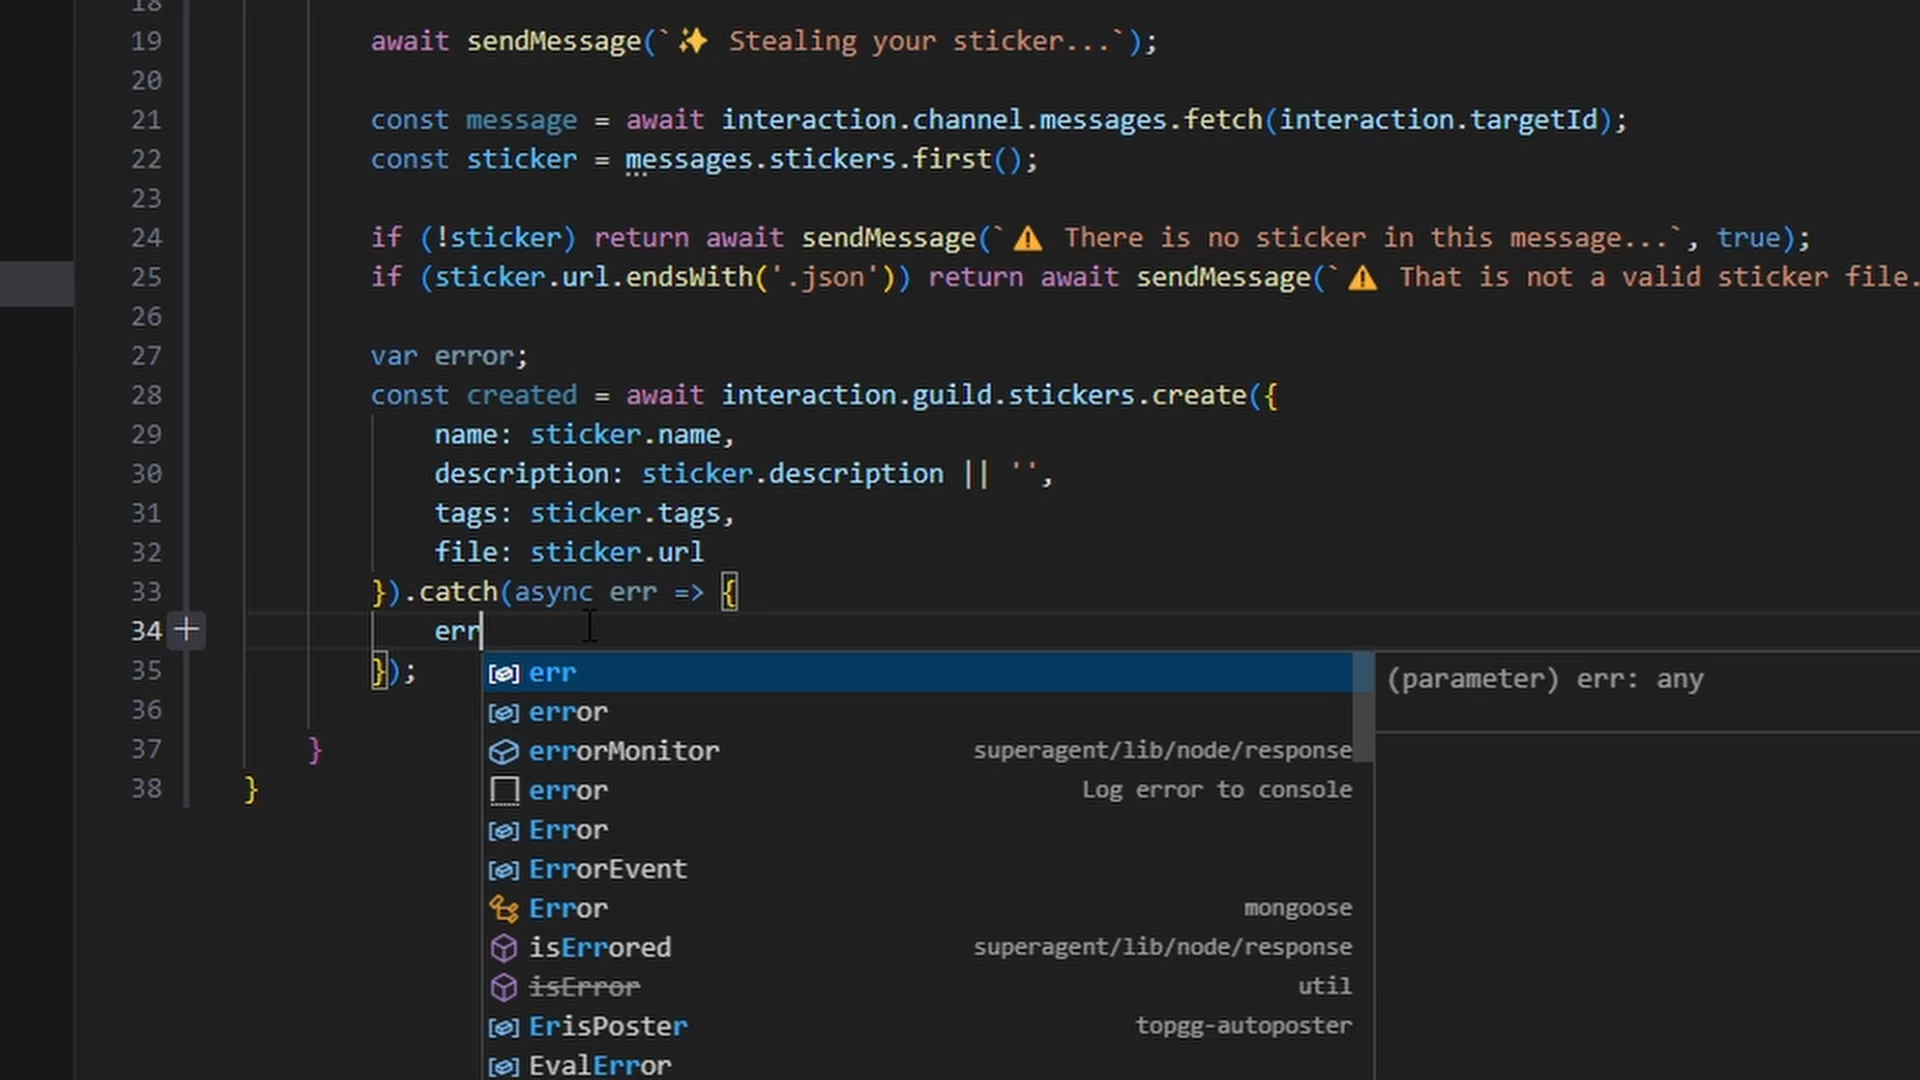 18
19 await sendMessage(`✨ Stealing your sticker...`);
20
21 const message = await interaction.channel.messages.fetch(interaction.targetId);
22 const sticker = messages.stickers.first();
23
24 if (!sticker) return await sendMessage(`⚠️ There is no sticker in this message...`, true);
25 if (sticker.url.endsWith('.json')) return await sendMessage(`⚠️ That is not a valid sticker file.
26
27 var error;
28 const created = await interaction.guild.stickers.create({
29 name: sticker.name,
30 description: sticker.description || '',
31 tags: sticker.tags,
32 file: sticker.url
33 }).catch(async err => {
34 err
35 });
36
37 }
38 }
err
(parameter) err: any
error
errorMonitor superagent/lib/node/response
error Log error to console
Error
ErrorEvent
Error mongoose
isErrored superagent/lib/node/response
isError util
ErisPoster topgg-autoposter
EvalError